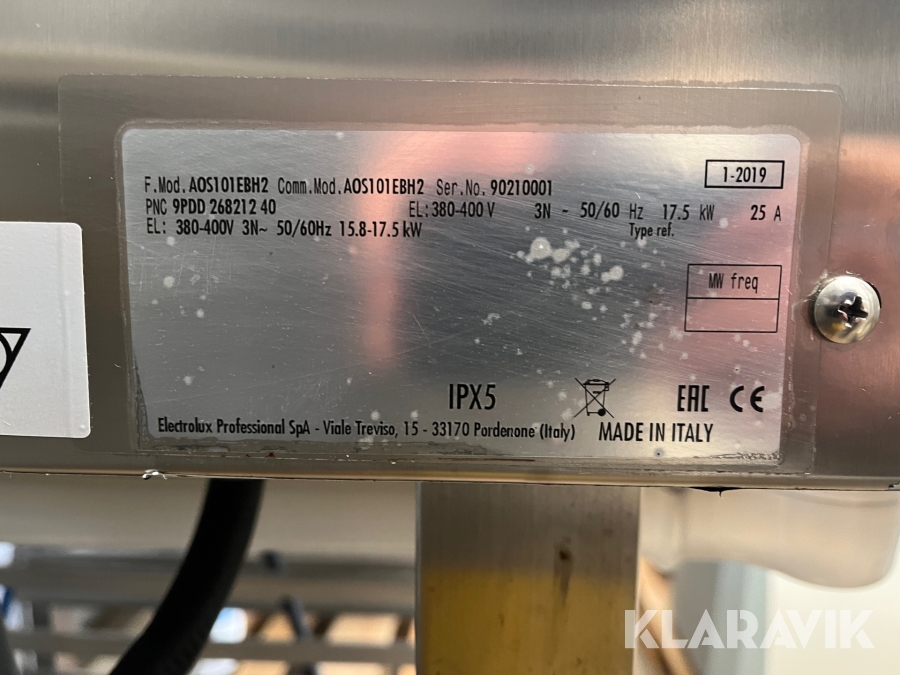 F.Mod. AOS101EBH2 Comm.Mod. AOS101EBH2 Ser.No. 90210001
1-2019
PNC 9PDD 268212 40 EL:380-400 V 3N ~ 50/60 Hz 17.5 kW 25 A
EL: 380-400V 3N~ 50/60Hz 15.8-17.5 kW
Type ref.
MW freq
IPX5
EAC CE
Electrolux Professional SpA - Viale Treviso, 15 - 33170 Pordenone (Italy) MADE IN ITALY
KLARAVIK